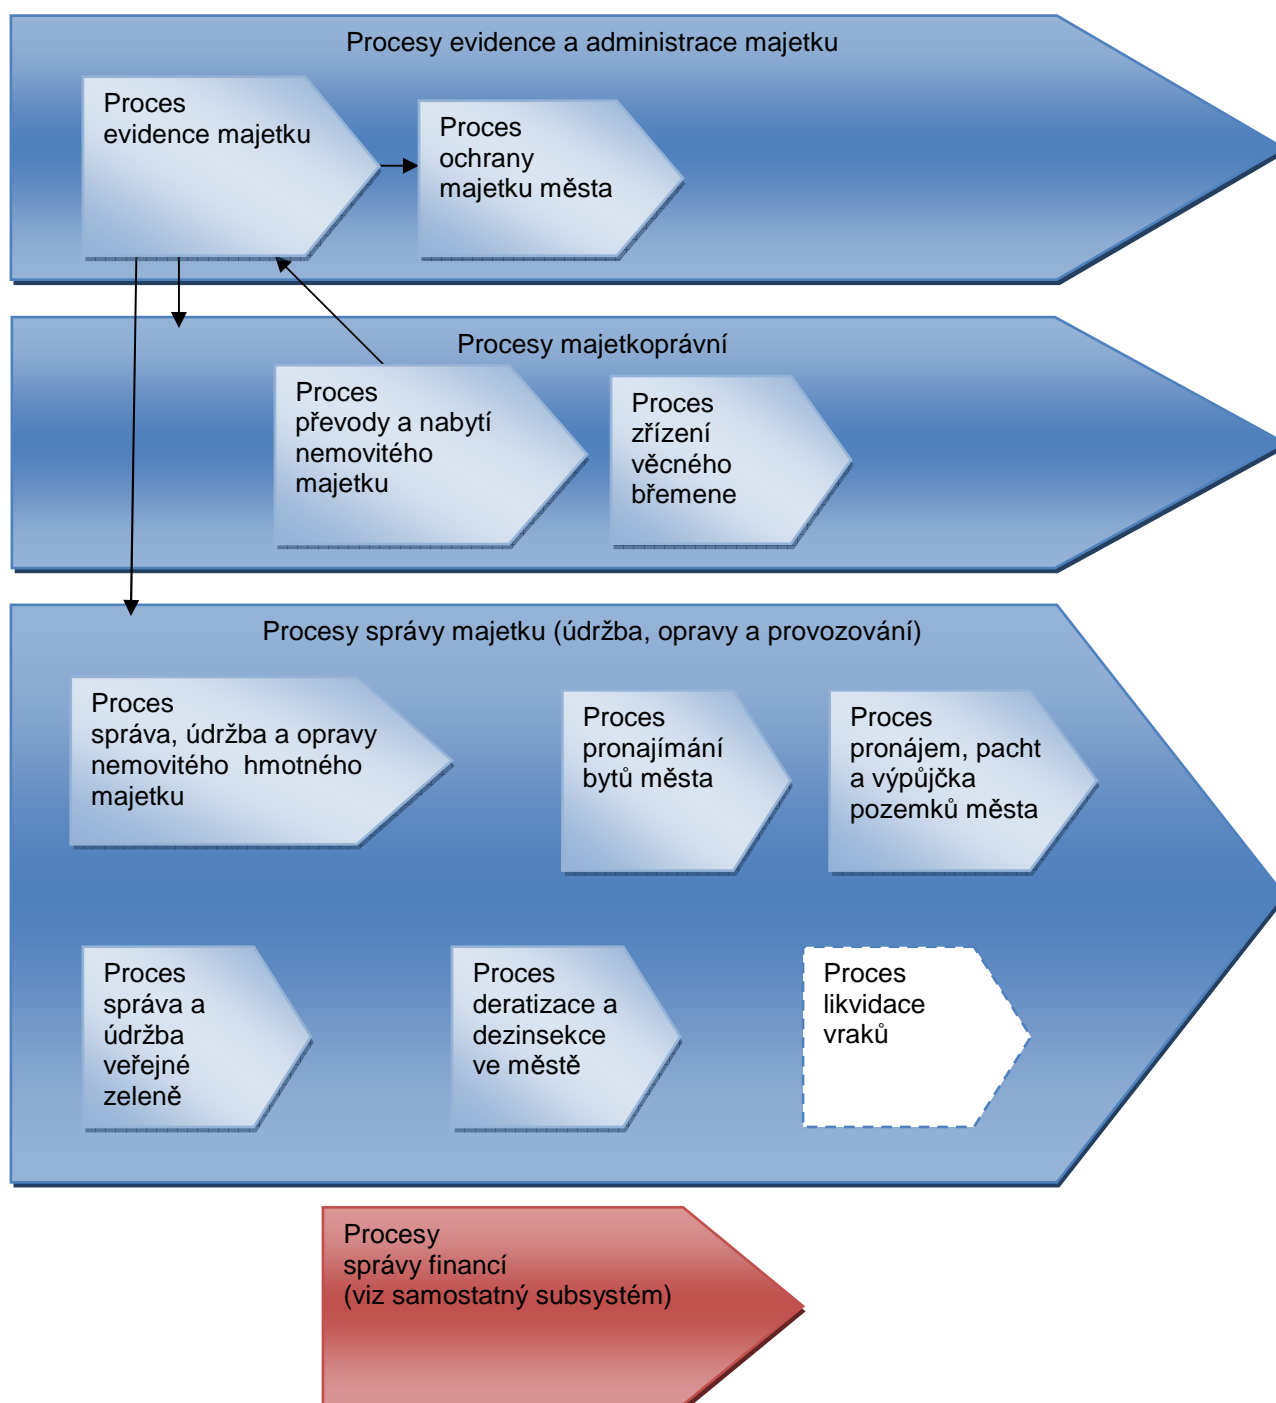 Procesy evidence a administrace majetku
Proces
evidence majetku
Proces
ochrany
majetku města
Procesy majetkoprávní
Proces
převody a nabytí
nemovitého
majetku
Proces
zřízení
věcného
břemene
Procesy správy majetku (údržba, opravy a provozování)
Proces
správa, údržba a opravy
nemovitého  hmotného
majetku
Proces
pronajímání
bytů města
Proces
pronájem, pacht
a výpůjčka
pozemků města
Proces
správa a
údržba
veřejné
zeleně
Proces
deratizace a
dezinsekce
ve městě
Proces
likvidace
vraků
Procesy
správy financí
(viz samostatný subsystém)